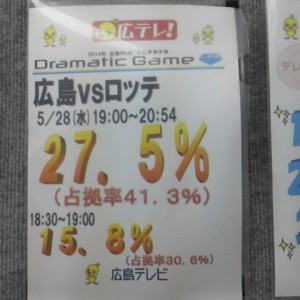 広テレ!
Dramatic Game
広島vsロッテ
5/28(水)19:00~20:54
27.5%
(占拠率41.3%)
18:30~19:00
15.8%
(占拠率30.6%)
広島テレビ